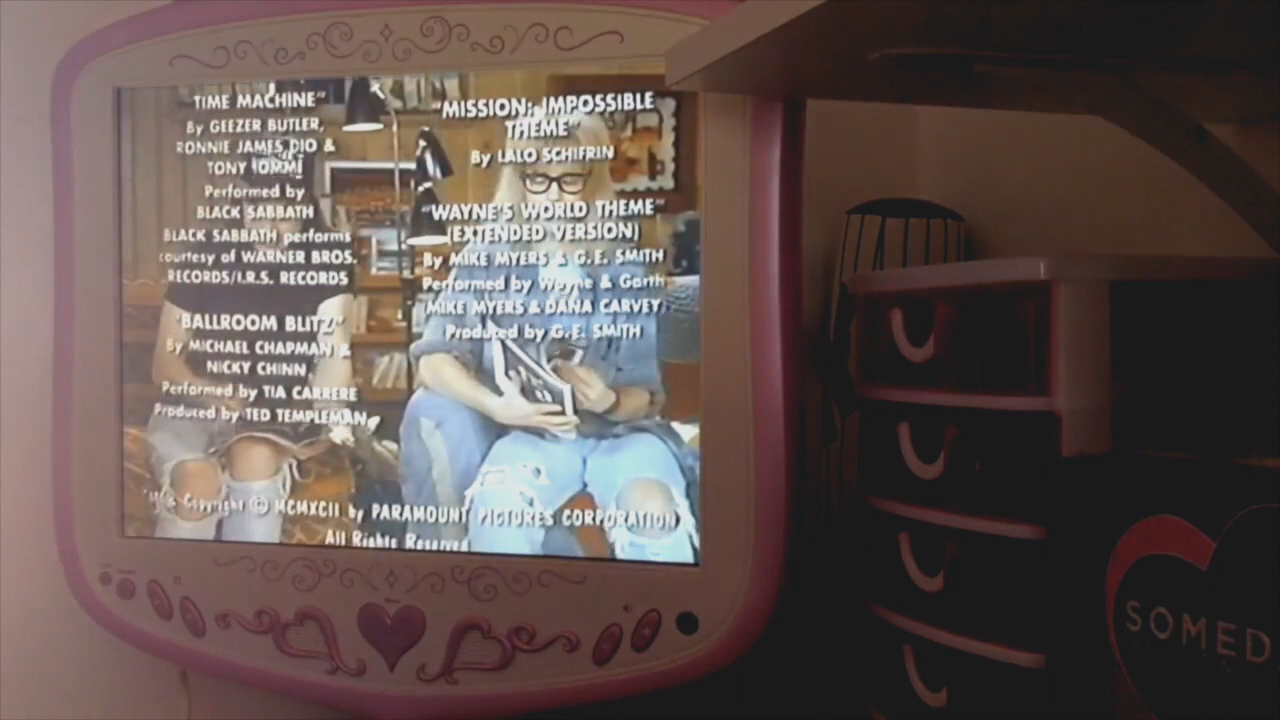 TIME MACHINE"
By GEEZER BUTLER,
RONNIE JAMES DIO &
TONY IOMMI
Performed by
BLACK SABBATH
BLACK SABBATH performs
courtesy of WARNER BROS.
RECORDS/I.R.S. RECORDS
"BALLROOM BLITZ"
By MICHAEL CHAPMAN &
NICKY CHINN
Performed by TIA CARRERE
Produced by TED TEMPLEMAN
"MISSION: IMPOSSIBLE
THEME"
By LALO SCHIFRIN
"WAYNE'S WORLD THEME"
(EXTENDED VERSION)
By MIKE MYERS & G.E. SMITH
Performed by Wayne & Garth
MIKE MYERS & DANA CARVEY,
Produced by G.E. SMITH
Copyright © MCMXCII by PARAMOUNT PICTURES CORPORATION
All Rights Reserved
SOMED